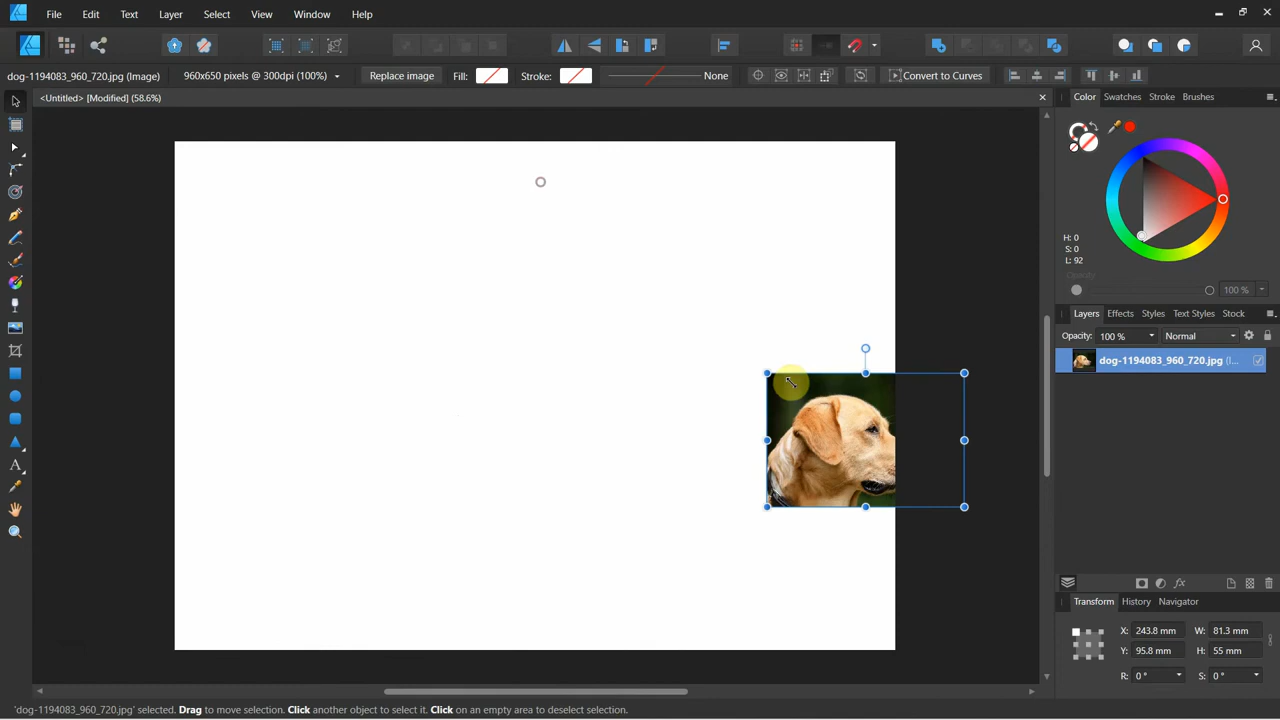 File Edit Text Layer Select View Window Help
dog-1194083_960_720.jpg (Image) 960x650 pixels @ 300dpi (100%) Replace image Fill: Stroke: None Convert to Curves
<Untitled> [Modified] (58.6%)
Color Swatches Stroke Brushes
H: 0
S: 0
L: 92
Opacity
100 %
Layers Effects Styles Text Styles Stock
Opacity: 100 % Normal
dog-1194083_960_720.jpg (I...
fx
Transform History Navigator
X: 243.8 mm W: 81.3 mm
Y: 95.8 mm H: 55 mm
R: 0 ° S: 0 °
'dog-1194083_960_720.jpg' selected. Drag to move selection. Click another object to select it. Click on an empty area to deselect selection.